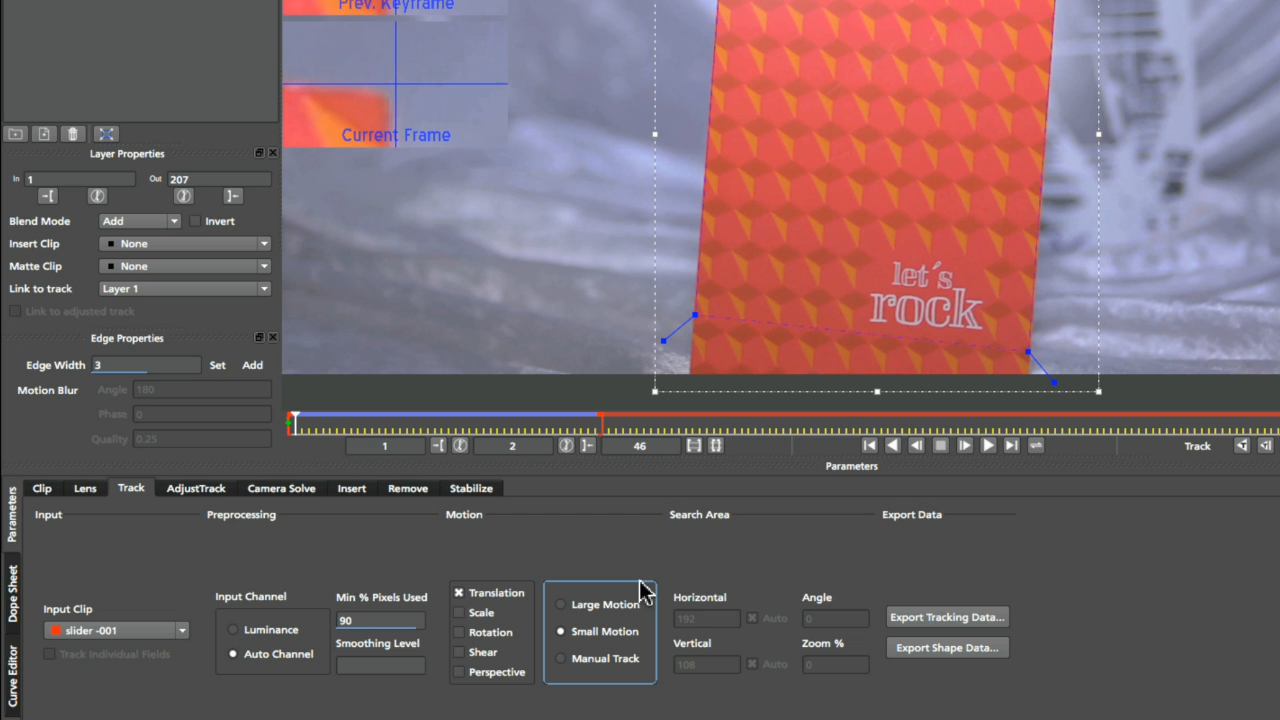 Prev. Keyframe
Current Frame
Layer Properties
In 1 Out 207
Blend Mode Add Invert
Insert Clip None
Matte Clip None
Link to track Layer 1
Link to adjusted track
Edge Properties
Edge Width 3 Set Add
Motion Blur Angle 180
Phase 0
Quality 0.25
let's
rock
1 2 46 Track
Parameters
Parameters
Dope Sheet
Curve Editor
Clip Lens Track AdjustTrack Camera Solve Insert Remove Stabilize
Input Preprocessing Motion Search Area Export Data
Input Clip
slider -001
Track Individual Fields
Input Channel
Luminance
Auto Channel
Min % Pixels Used
90
Smoothing Level
Translation
Scale
Rotation
Shear
Perspective
Large Motion
Small Motion
Manual Track
Horizontal
192 Auto
Vertical
108 Auto
Angle
0
Zoom %
0
Export Tracking Data...
Export Shape Data...